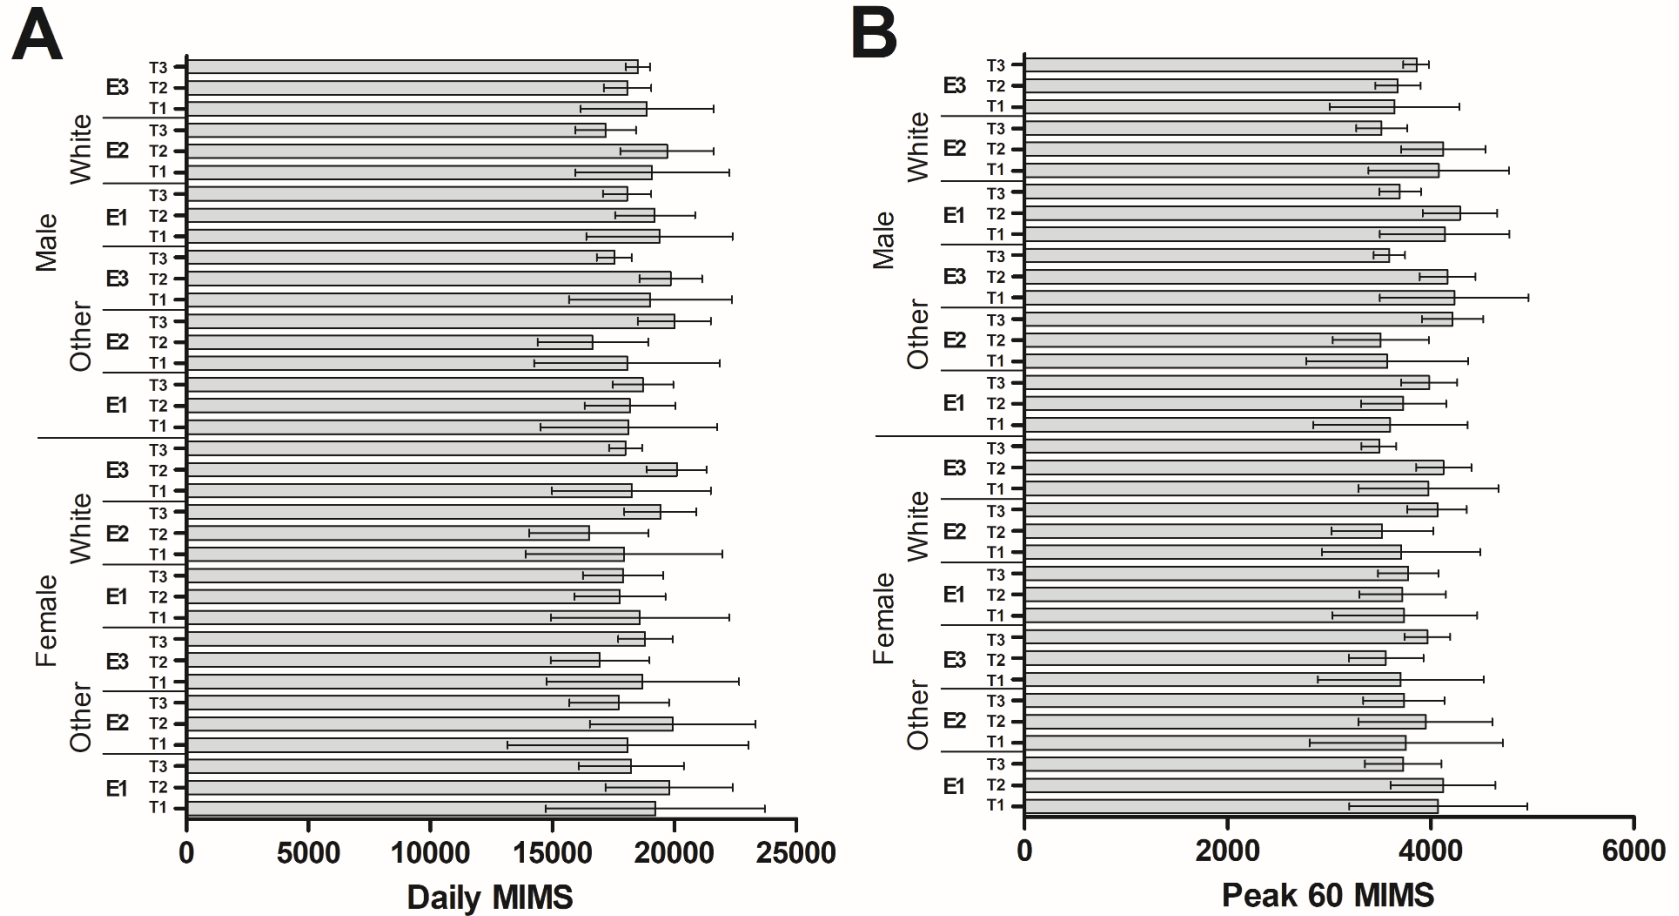 A
B
T3
E3 T2
T1
White
T3
E2 T2
T1
T3
E1 T2
T1
Male
T3
E3 T2
T1
Other
T3
E2 T2
T1
T3
E1 T2
T1
T3
E3 T2
T1
White
T3
E2 T2
T1
T3
E1 T2
T1
Female
T3
E3 T2
T1
Other
T3
E2 T2
T1
T3
E1 T2
T1
0 5000 10000 15000 20000 25000
Daily MIMS
T3
E3 T2
T1
White
T3
E2 T2
T1
T3
E1 T2
T1
Male
T3
E3 T2
T1
Other
T3
E2 T2
T1
T3
E1 T2
T1
T3
E3 T2
T1
White
T3
E2 T2
T1
T3
E1 T2
T1
Female
T3
E3 T2
T1
Other
T3
E2 T2
T1
T3
E1 T2
T1
0 2000 4000 6000
Peak 60 MIMS